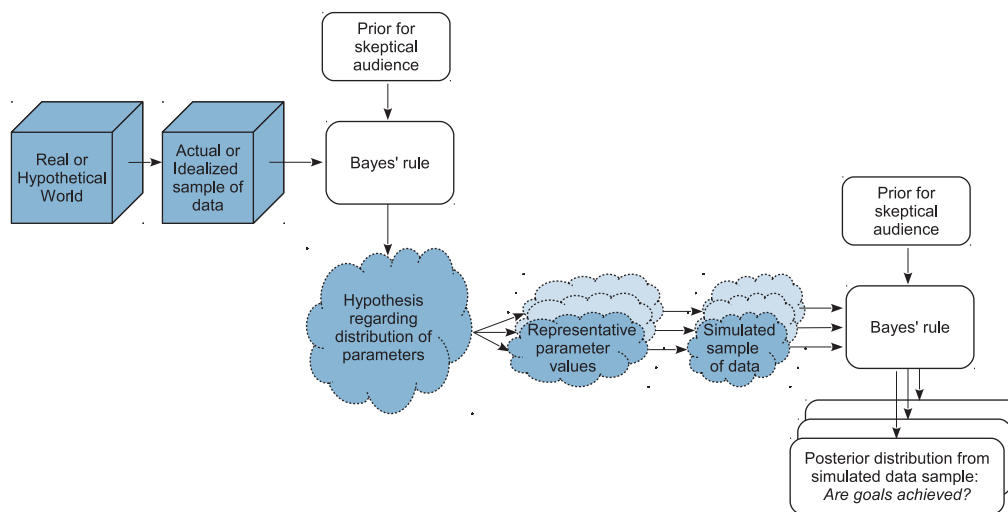 Prior for
skeptical
audience
Real or
Hypothetical
World
Actual or
Idealized
sample of
data
Bayes' rule
Prior for
skeptical
audience
Hypothesis
regarding
distribution of
parameters
Representative
parameter
values
Simulated
sample
of data
Bayes' rule
Posterior distribution from
simulated data sample:
Are goals achieved?